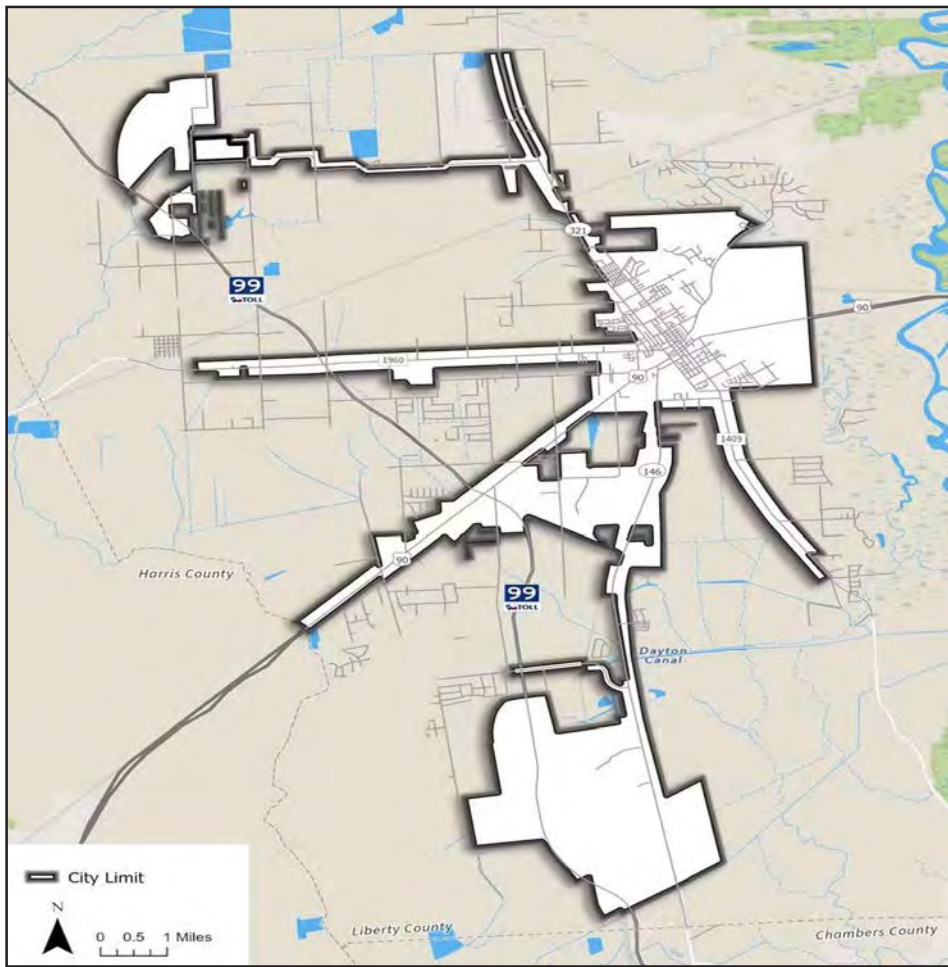 321
99
TOLL
90
1960
90
1409
146
90
Harris County
99
TOLL
Dayton
Canal
City Limit
N
0 0.5 1 Miles
Liberty County
Chambers County